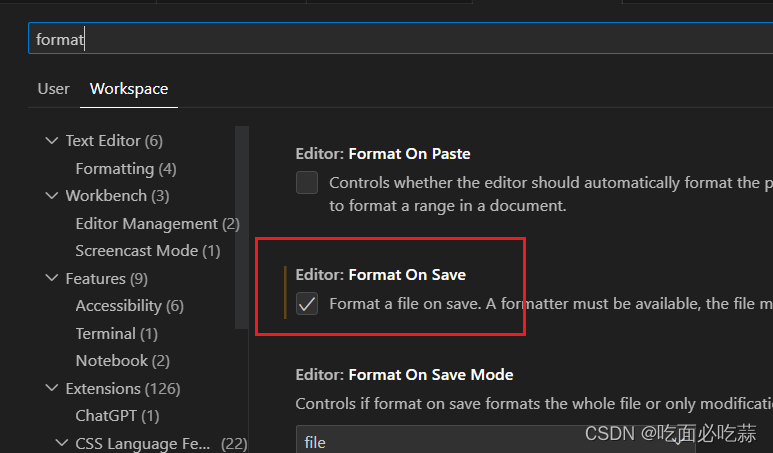 format
User Workspace
Text Editor (6)
Formatting (4)
Workbench (3)
Editor Management (2)
Screencast Mode (1)
Features (9)
Accessibility (6)
Terminal (1)
Notebook (2)
Extensions (126)
ChatGPT (1)
CSS Language Fe... (22)
Editor: Format On Paste
Controls whether the editor should automatically format the p
to format a range in a document.
Editor: Format On Save
Format a file on save. A formatter must be available, the file m
Editor: Format On Save Mode
Controls if format on save formats the whole file or only modificatio
file
CSDN @吃面必吃蒜